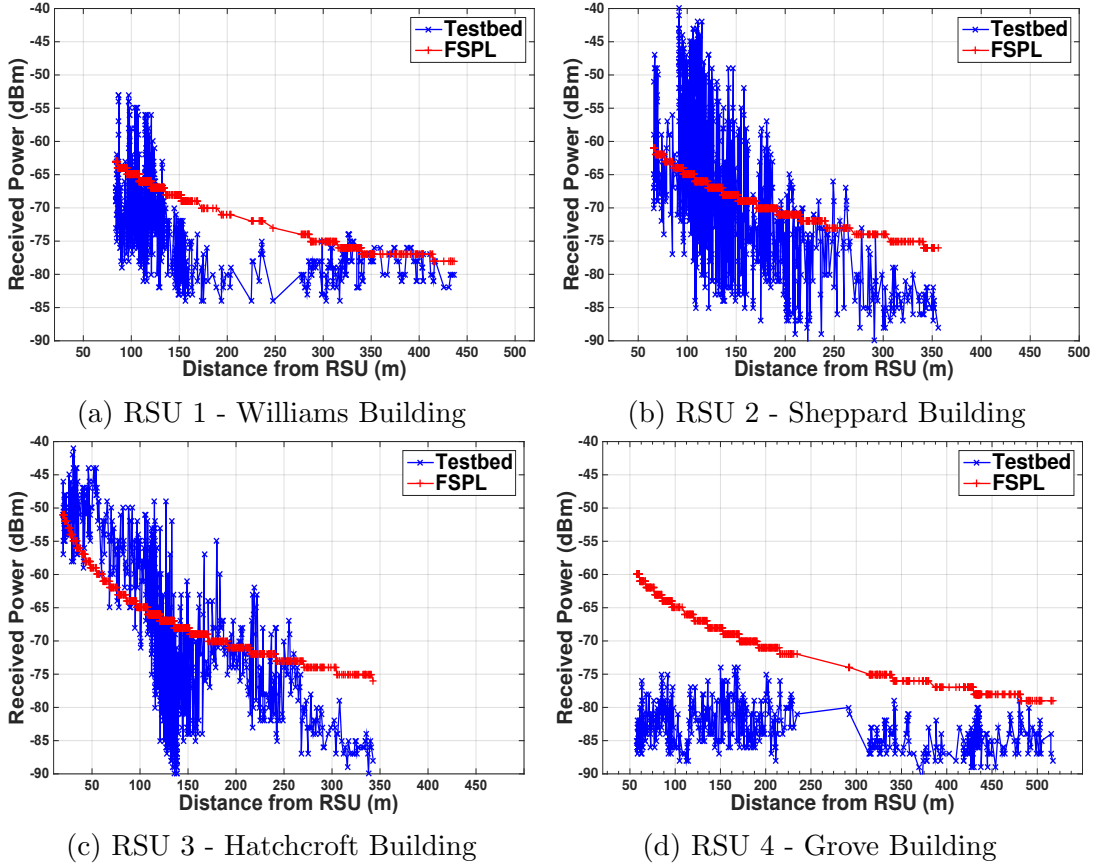 -40
-45
-50
-55
-60
-65
-70
-75
-80
-85
-90
Received Power (dBm)
Testbed
FSPL
50 100 150 200 250 300 350 400 450 500
Distance from RSU (m)
(a) RSU 1 - Williams Building
-40
-45
-50
-55
-60
-65
-70
-75
-80
-85
-90
Received Power (dBm)
Testbed
FSPL
50 100 150 200 250 300 350 400 450 500
Distance from RSU (m)
(b) RSU 2 - Sheppard Building
-40
-45
-50
-55
-60
-65
-70
-75
-80
-85
-90
Received Power (dBm)
Testbed
FSPL
50 100 150 200 250 300 350 400 450
Distance from RSU (m)
(c) RSU 3 - Hatchcroft Building
-40
-45
-50
-55
-60
-65
-70
-75
-80
-85
-90
Received Power (dBm)
Testbed
FSPL
50 100 150 200 250 300 350 400 450 500
Distance from RSU (m)
(d) RSU 4 - Grove Building